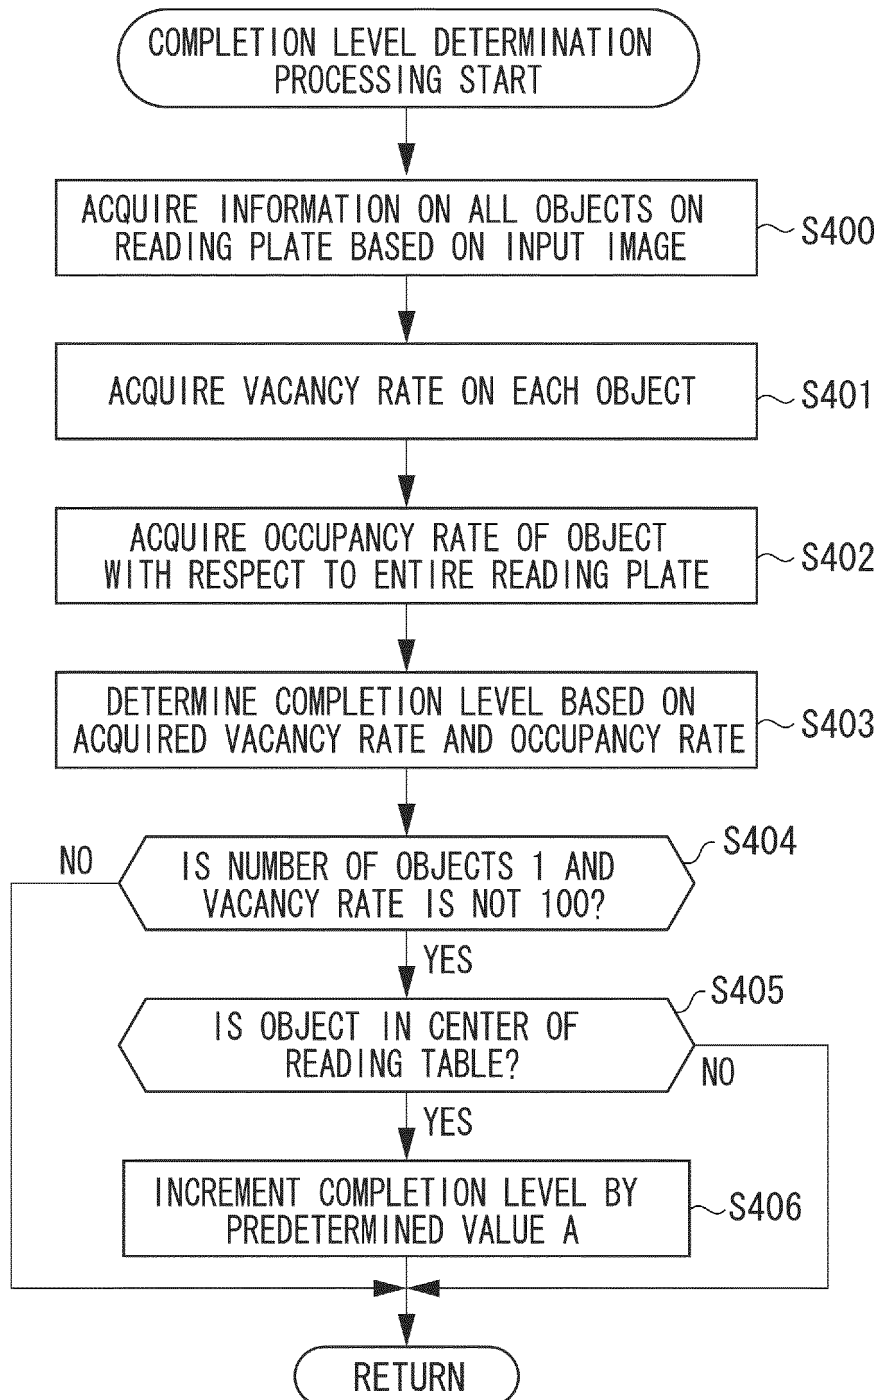 COMPLETION LEVEL DETERMINATION
PROCESSING START
ACQUIRE INFORMATION ON ALL OBJECTS ON
READING PLATE BASED ON INPUT IMAGE
S400
ACQUIRE VACANCY RATE ON EACH OBJECT
S401
ACQUIRE OCCUPANCY RATE OF OBJECT
WITH RESPECT TO ENTIRE READING PLATE
S402
DETERMINE COMPLETION LEVEL BASED ON
ACQUIRED VACANCY RATE AND OCCUPANCY RATE
S403
IS NUMBER OF OBJECTS 1 AND
VACANCY RATE IS NOT 100?
S404
NO
YES
IS OBJECT IN CENTER OF
READING TABLE?
S405
NO
YES
INCREMENT COMPLETION LEVEL BY
PREDETERMINED VALUE A
S406
RETURN